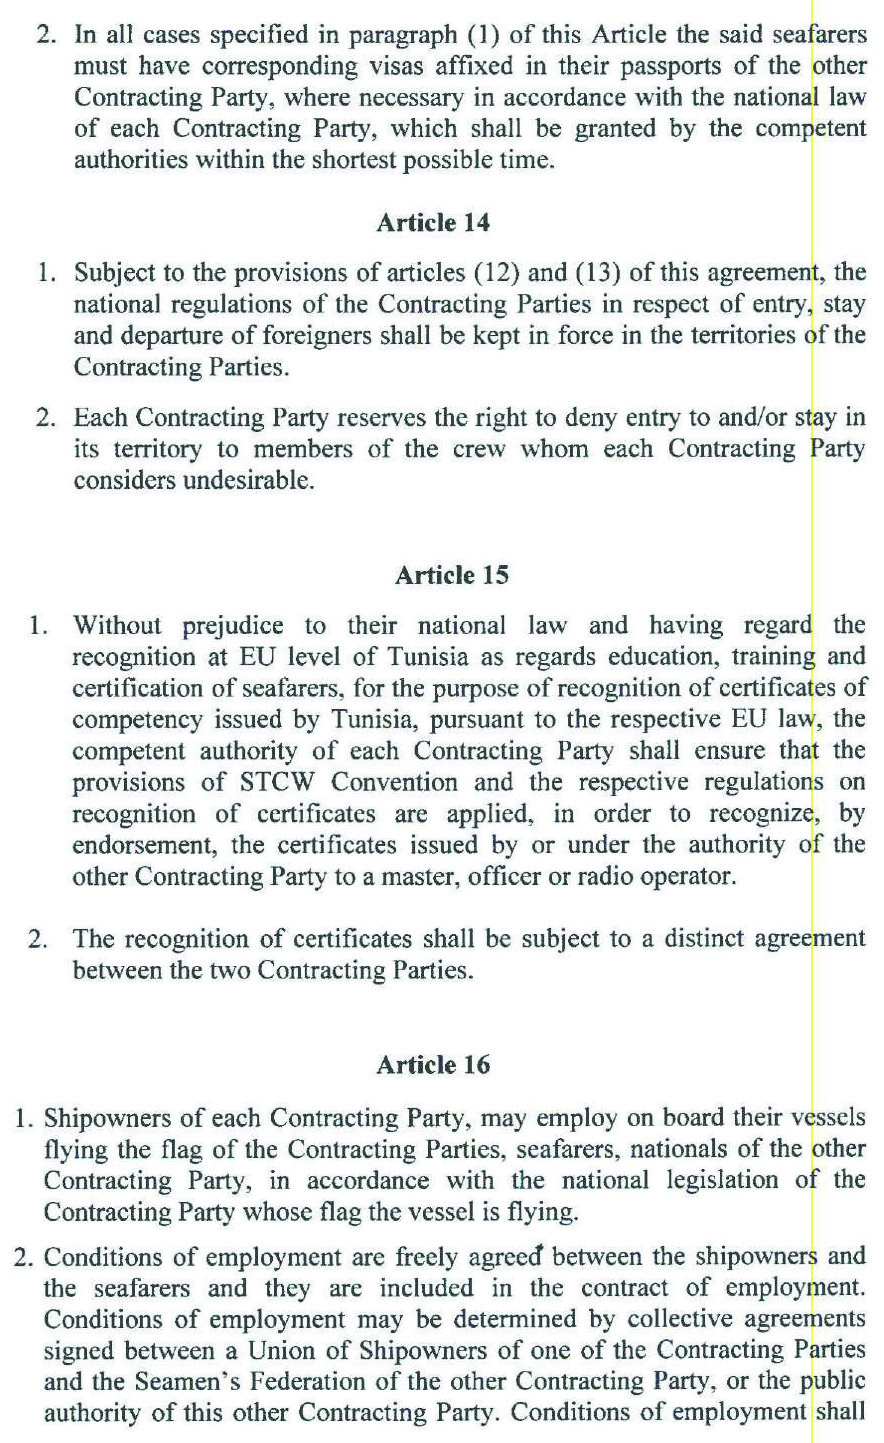 2. In all cases specified in paragraph (1) of this Article the said seafarers
must have corresponding visas affixed in their passports of the other
Contracting Party, where necessary in accordance with the national law
of each Contracting Party, which shall be granted by the competent
authorities within the shortest possible time.
Article 14
1. Subject to the provisions of articles (12) and (13) of this agreement, the
national regulations of the Contracting Parties in respect of entry, stay
and departure of foreigners shall be kept in force in the territories of the
Contracting Parties.
2. Each Contracting Party reserves the right to deny entry to and/or stay in
its territory to members of the crew whom each Contracting Party
considers undesirable.
Article 15
1. Without prejudice to their national law and having regard the
recognition at EU level of Tunisia as regards education, training and
certification of seafarers, for the purpose of recognition of certificates of
competency issued by Tunisia, pursuant to the respective EU law, the
competent authority of each Contracting Party shall ensure that the
provisions of STCW Convention and the respective regulations on
recognition of certificates are applied, in order to recognize, by
endorsement, the certificates issued by or under the authority of the
other Contracting Party to a master, officer or radio operator.
2. The recognition of certificates shall be subject to a distinct agreement
between the two Contracting Parties.
Article 16
1. Shipowners of each Contracting Party, may employ on board their vessels
flying the flag of the Contracting Parties, seafarers, nationals of the other
Contracting Party, in accordance with the national legislation of the
Contracting Party whose flag the vessel is flying.
2. Conditions of employment are freely agreed between the shipowners and
the seafarers and they are included in the contract of employment.
Conditions of employment may be determined by collective agreements
signed between a Union of Shipowners of one of the Contracting Parties
and the Seamen's Federation of the other Contracting Party, or the public
authority of this other Contracting Party. Conditions of employment shall